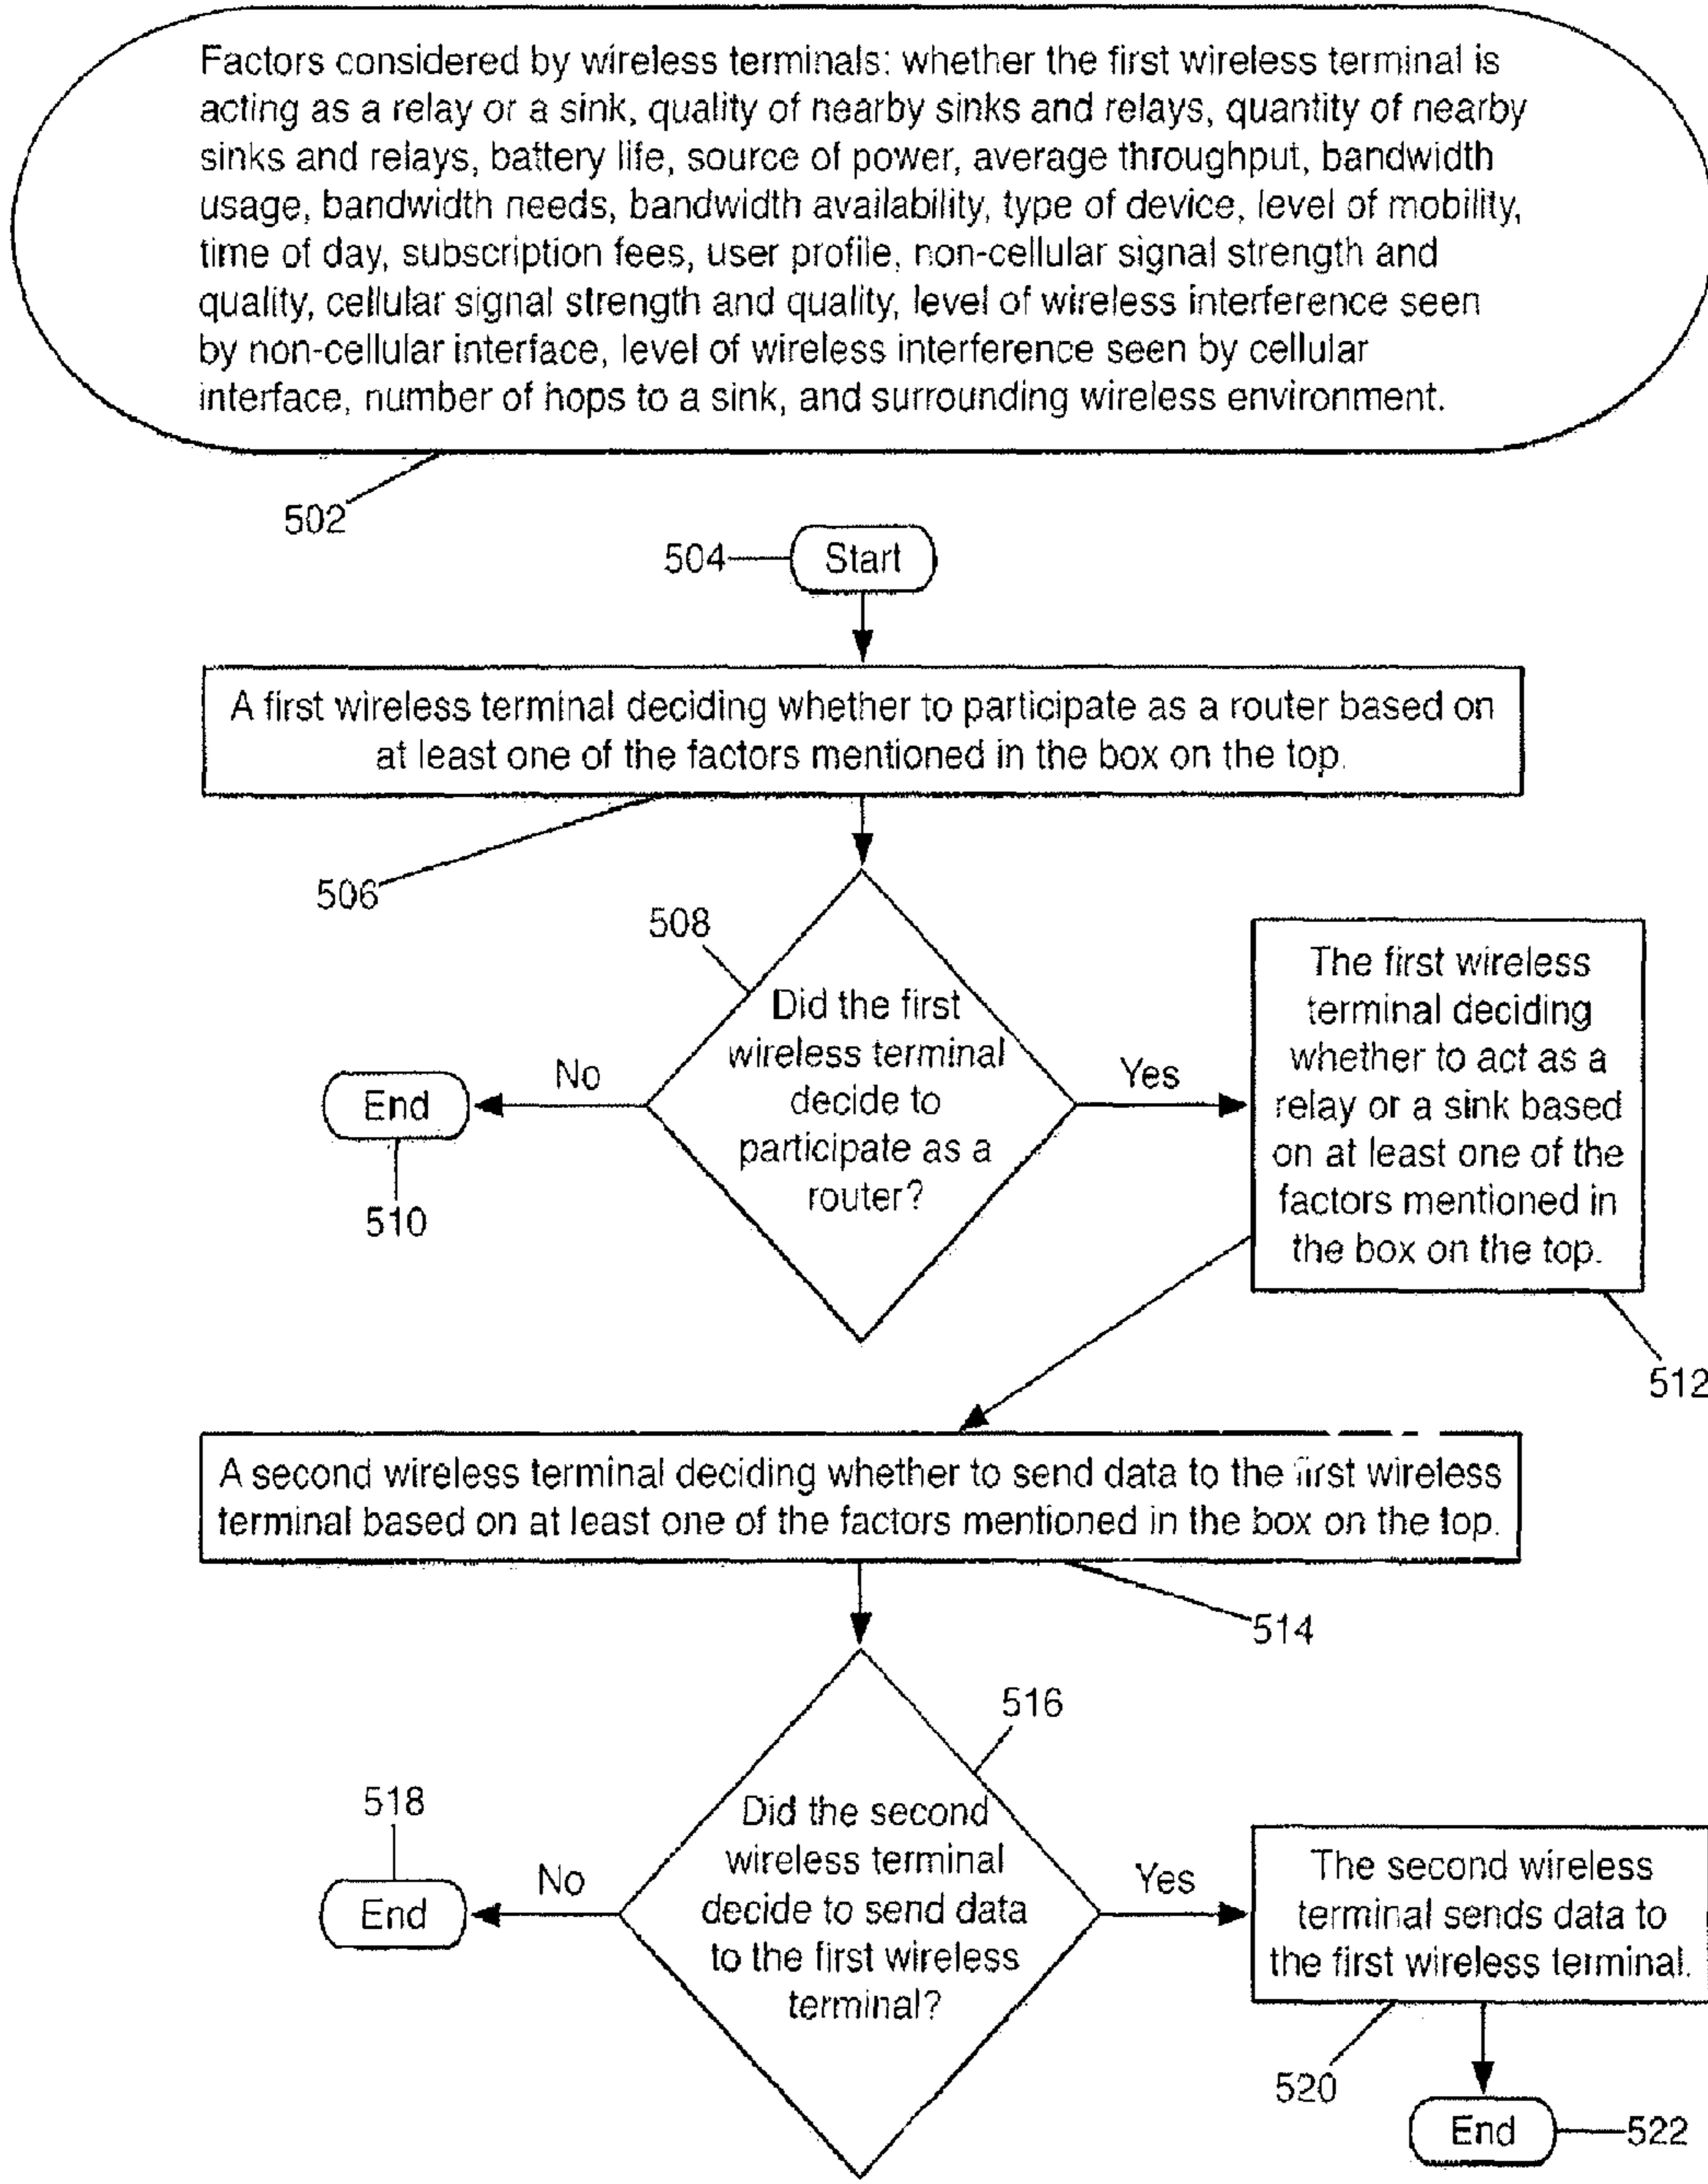 Factors considered by wireless terminals: whether the first wireless terminal is
acting as a relay or a sink, quality of nearby sinks and relays, quantity of nearby
sinks and relays, battery life, source of power, average throughput, bandwidth
usage, bandwidth needs, bandwidth availability, type of device, level of mobility,
time of day, subscription fees, user profile, non-cellular signal strength and
quality, cellular signal strength and quality, level of wireless interference seen
by non-cellular interface, level of wireless interference seen by cellular
interface, number of hops to a sink, and surrounding wireless environment.
502
504
Start
A first wireless terminal deciding whether to participate as a router based on
at least one of the factors mentioned in the box on the top.
506
508
Did the first
wireless terminal
decide to
participate as a
router?
No
End
510
Yes
The first wireless
terminal deciding
whether to act as a
relay or a sink based
on at least one of the
factors mentioned in
the box on the top.
512
A second wireless terminal deciding whether to send data to the first wireless
terminal based on at least one of the factors mentioned in the box on the top.
514
516
Did the second
wireless terminal
decide to send data
to the first wireless
terminal?
No
518
End
Yes
The second wireless
terminal sends data to
the first wireless terminal.
520
End
522